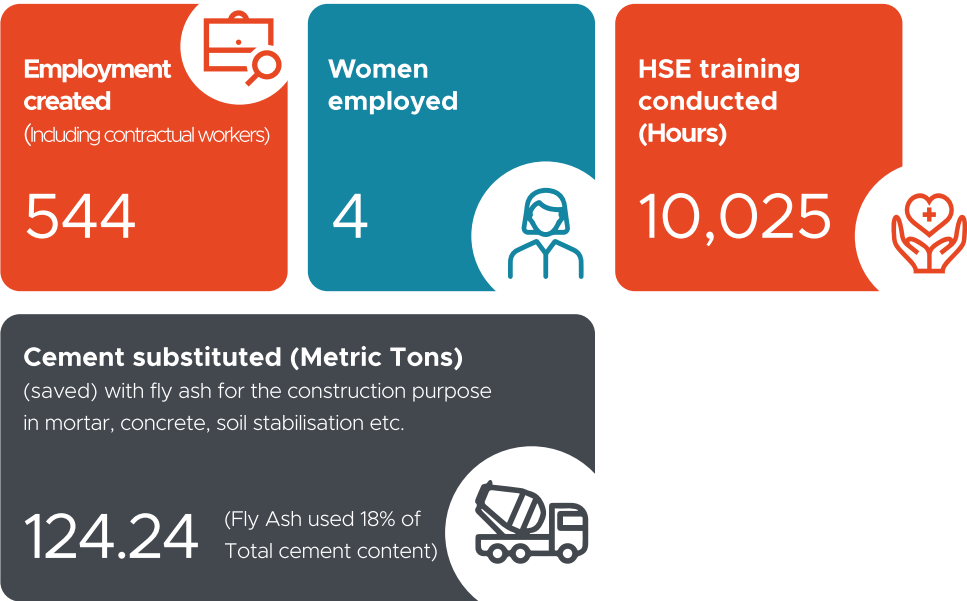 Employment
created
(Including contractual workers)
544
Women
employed
4
HSE training
conducted
(Hours)
10,025
Cement substituted (Metric Tons)
(saved) with fly ash for the construction purpose
in mortar, concrete, soil stabilisation etc.
124.24
(Fly Ash used 18% of
Total cement content)